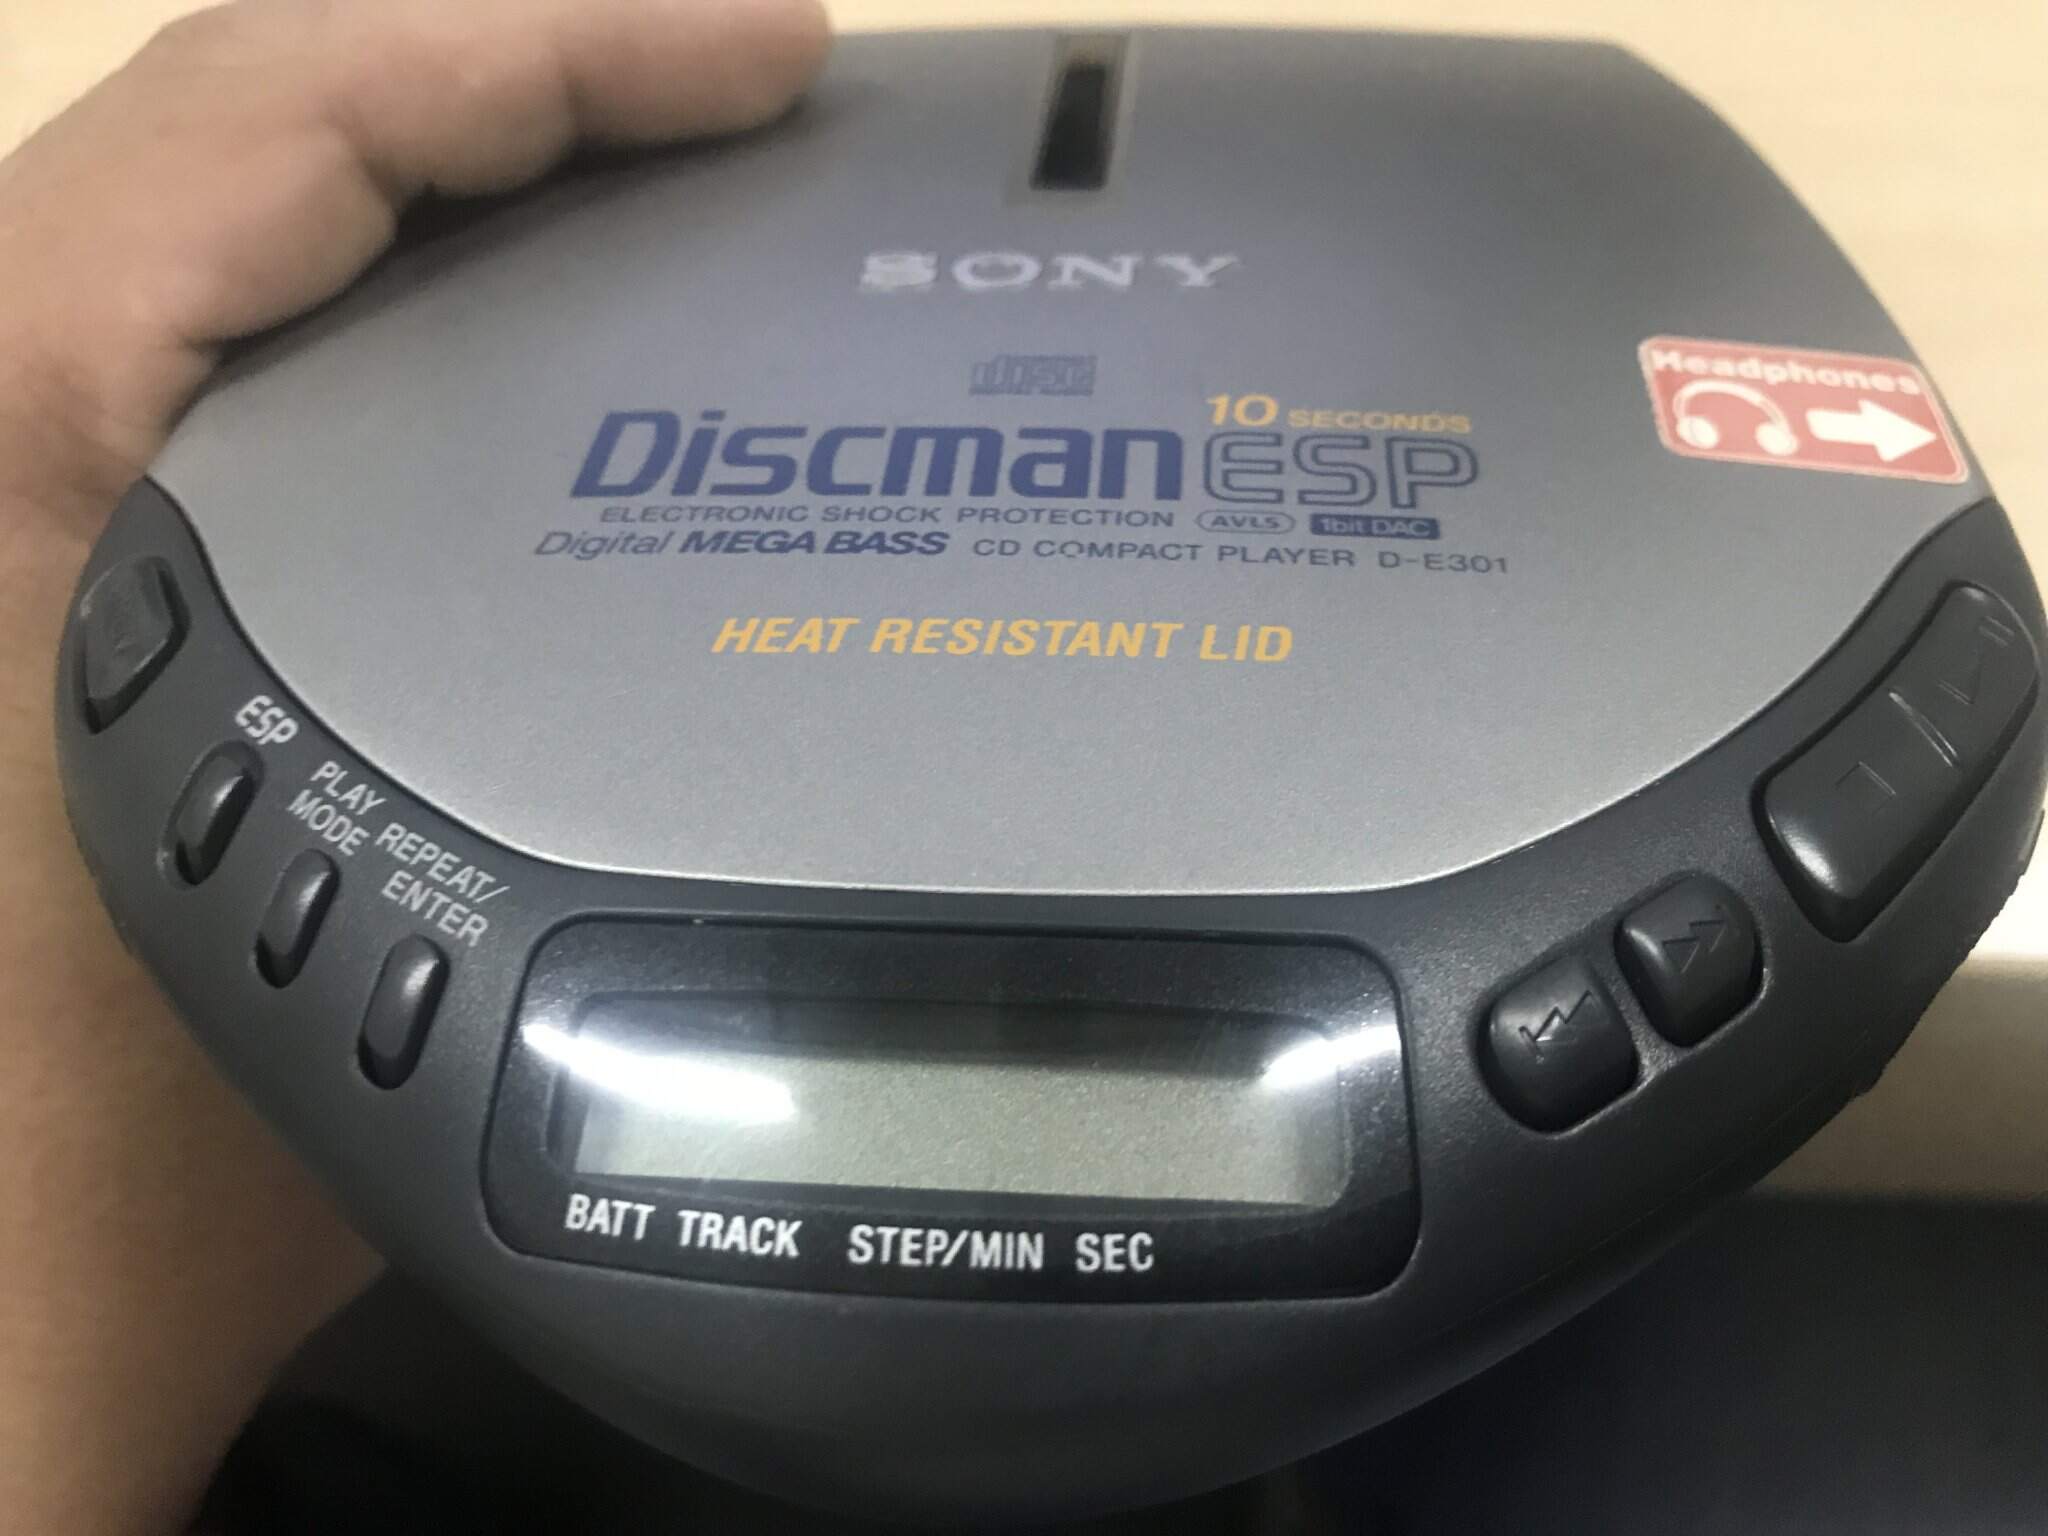 SONY
disc
10 SECONDS
Discman ESP
ELECTRONIC SHOCK PROTECTION AVLS 1bit DAC
Digital MEGA BASS CD COMPACT PLAYER D-E301
HEAT RESISTANT LID
Headphones
ESP
PLAY
MODE
REPEAT/
ENTER
BATT TRACK STEP/MIN SEC